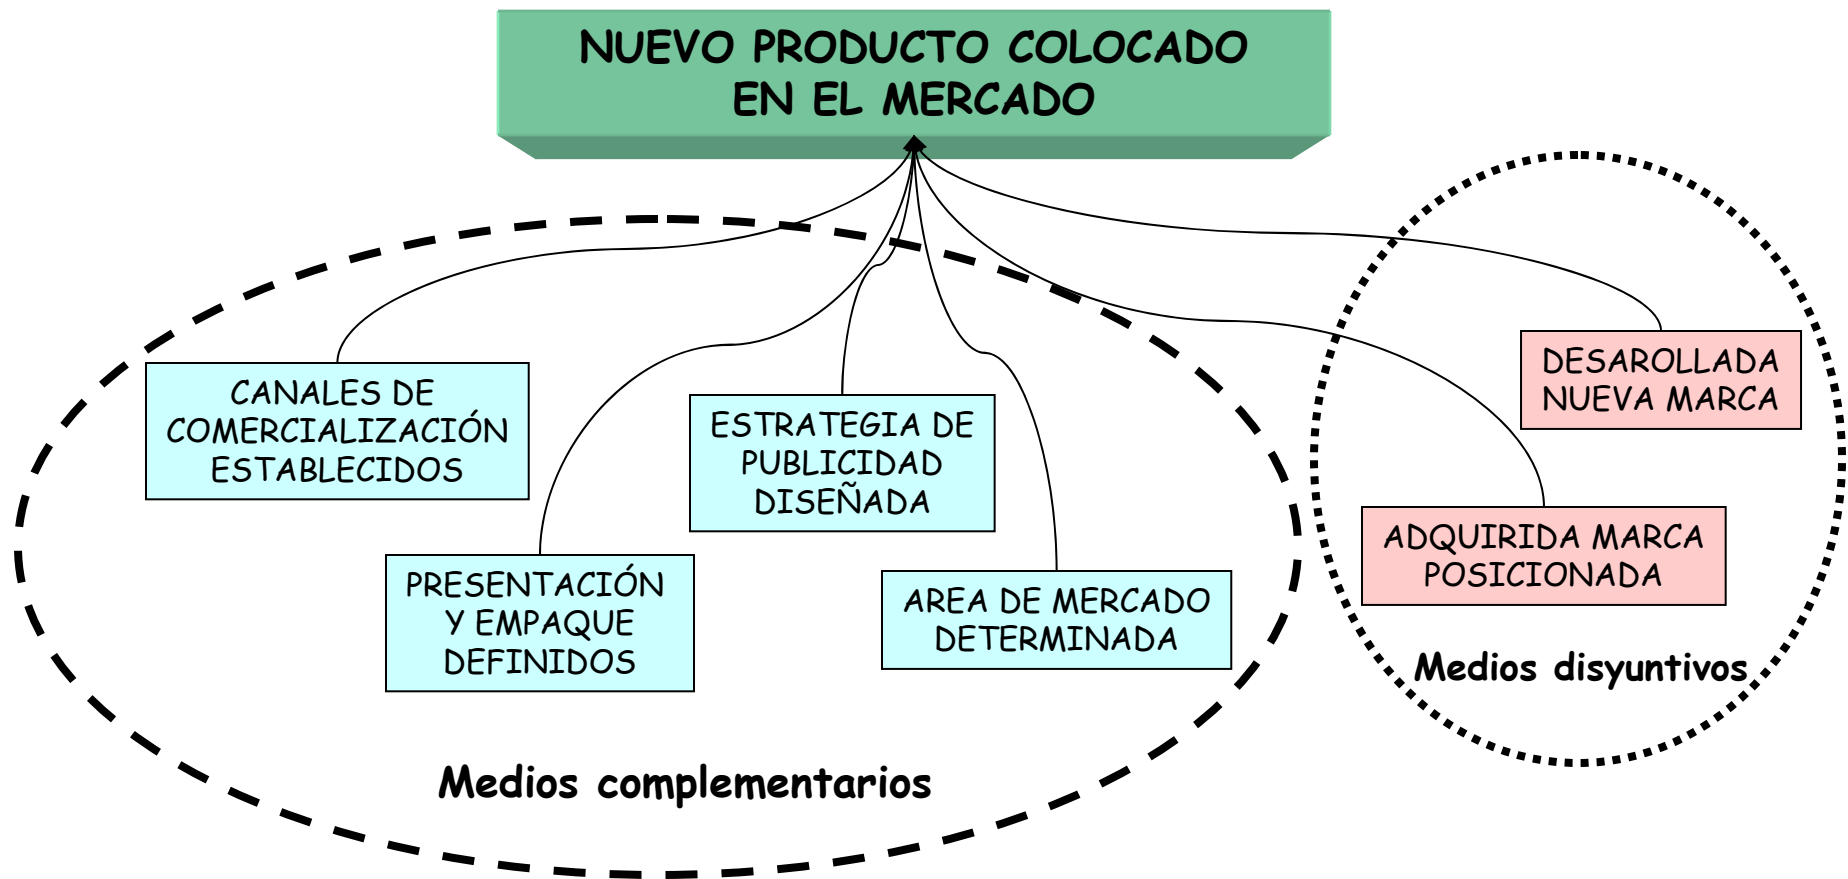 NUEVO PRODUCTO COLOCADO
EN EL MERCADO
CANALES DE
COMERCIALIZACIÓN
ESTABLECIDOS
PRESENTACIÓN
Y EMPAQUE
DEFINIDOS
ESTRATEGIA DE
PUBLICIDAD
DISEÑADA
AREA DE MERCADO
DETERMINADA
Medios complementarios
DESAROLLADA
NUEVA MARCA
ADQUIRIDA MARCA
POSICIONADA
Medios disyuntivos